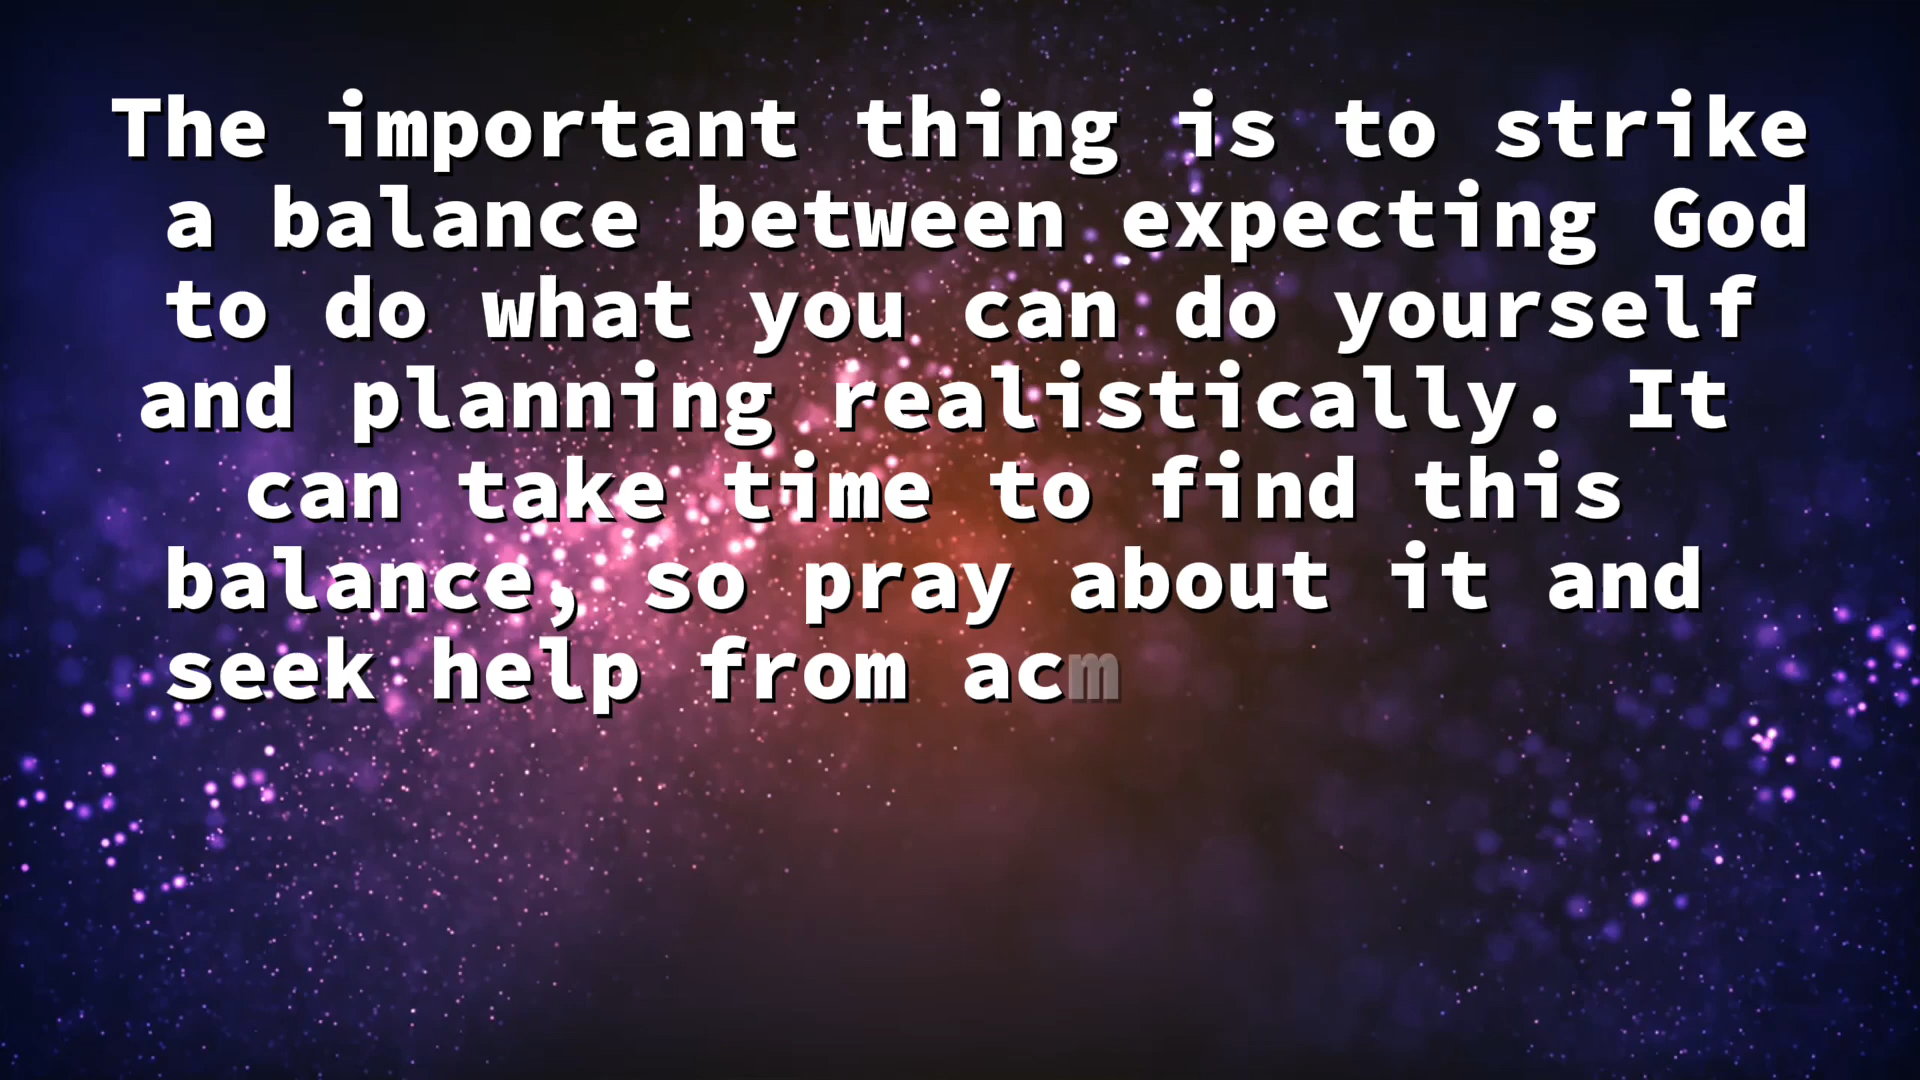 The important thing is to strike
a balance between expecting God
to do what you can do yourself
and planning realistically. It
can take time to find this
balance, so pray about it and
seek help from acm